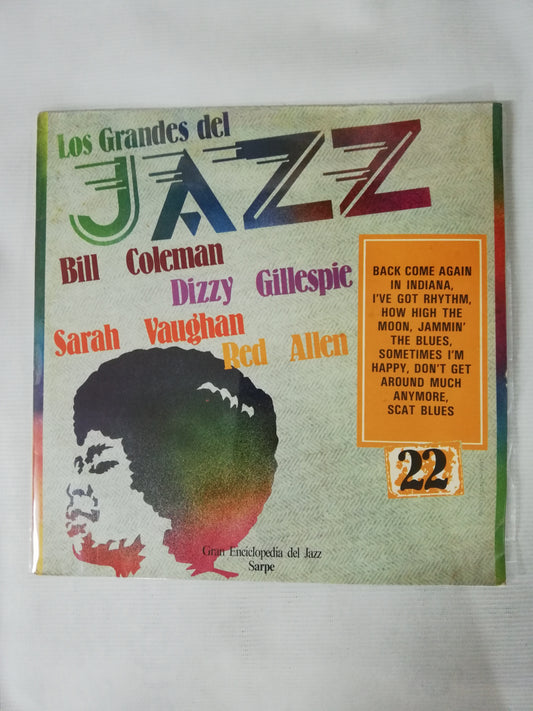 Los Grandes del
JAZZ
Bill Coleman
Dizzy Gillespie
Sarah Vaughan
Red Allen
BACK COME AGAIN
IN INDIANA,
I'VE GOT RHYTHM,
HOW HIGH THE
MOON, JAMMIN'
THE BLUES,
SOMETIMES I'M
HAPPY, DON'T GET
AROUND MUCH
ANYMORE,
SCAT BLUES
22
Gran Enciclopedia del Jazz
Sarpe